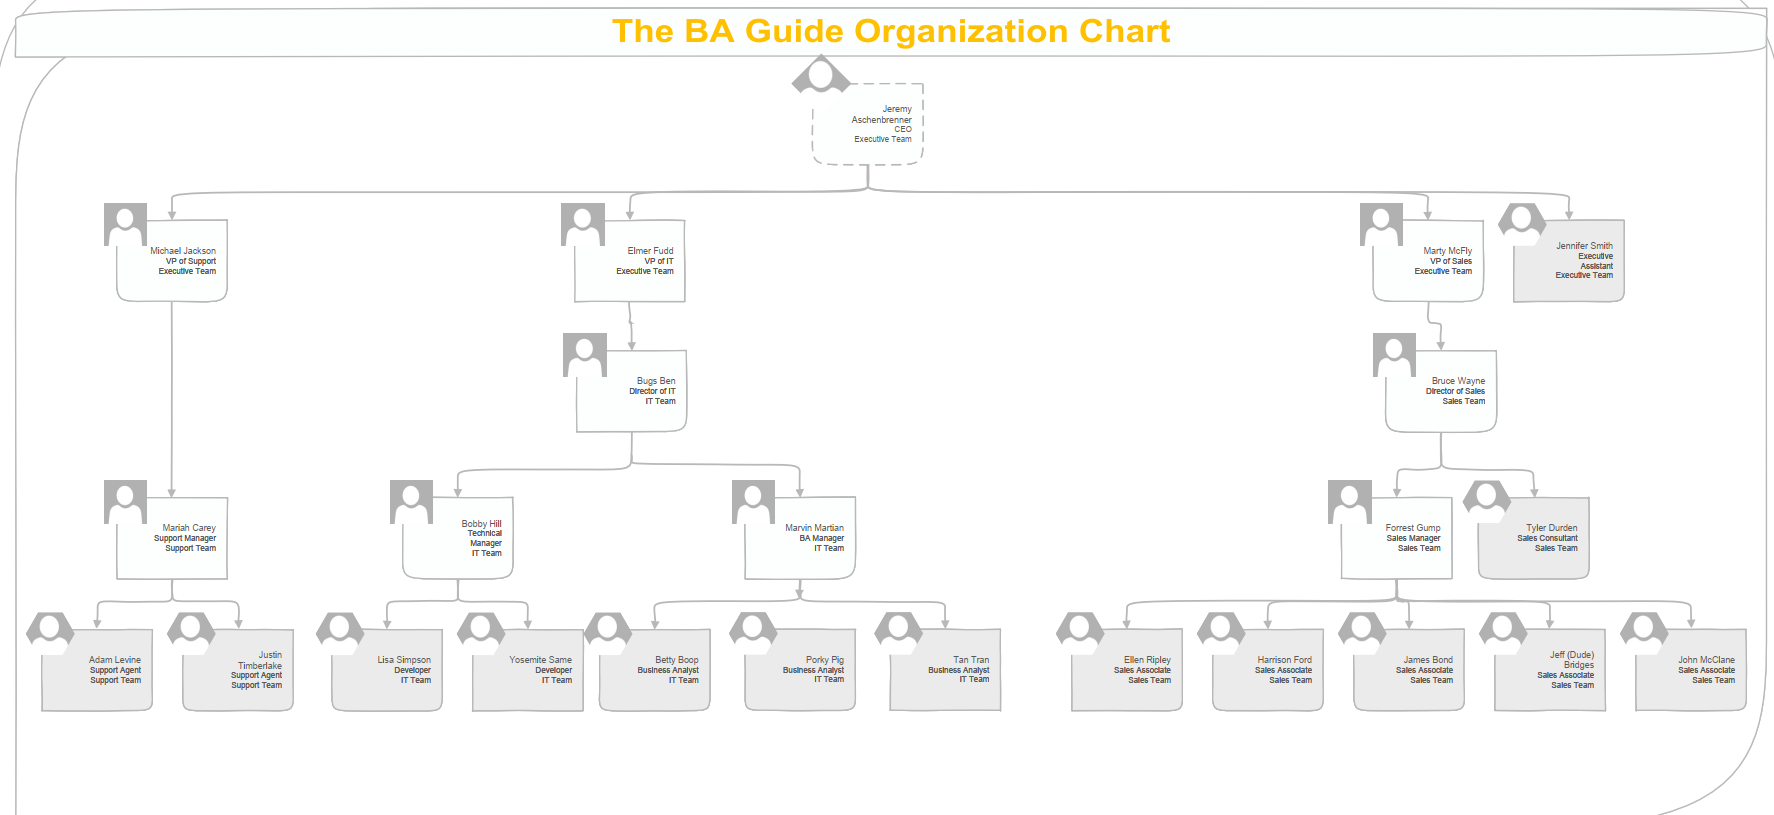 The BA Guide Organization Chart
Jeremy
Aschenbrenner
CEO
Executive Team
Michael Jackson
VP of Support
Executive Team
Elmer Fudd
VP of IT
Executive Team
Marty McFly
VP of Sales
Executive Team
Jennifer Smith
Executive
Assistant
Executive Team
Bugs Ben
Director of IT
IT Team
Bruce Wayne
Director of Sales
Sales Team
Mariah Carey
Support Manager
Support Team
Bobby Hill
Technical
Manager
IT Team
Marvin Martian
BA Manager
IT Team
Forrest Gump
Sales Manager
Sales Team
Tyler Durden
Sales Consultant
Sales Team
Adam Levine
Support Agent
Support Team
Justin
Timberlake
Support Agent
Support Team
Lisa Simpson
Developer
IT Team
Yosemite Same
Developer
IT Team
Betty Boop
Business Analyst
IT Team
Porky Pig
Business Analyst
IT Team
Tan Tran
Business Analyst
IT Team
Ellen Ripley
Sales Associate
Sales Team
Harrison Ford
Sales Associate
Sales Team
James Bond
Sales Associate
Sales Team
Jeff (Dude)
Bridges
Sales Associate
Sales Team
John McClane
Sales Associate
Sales Team